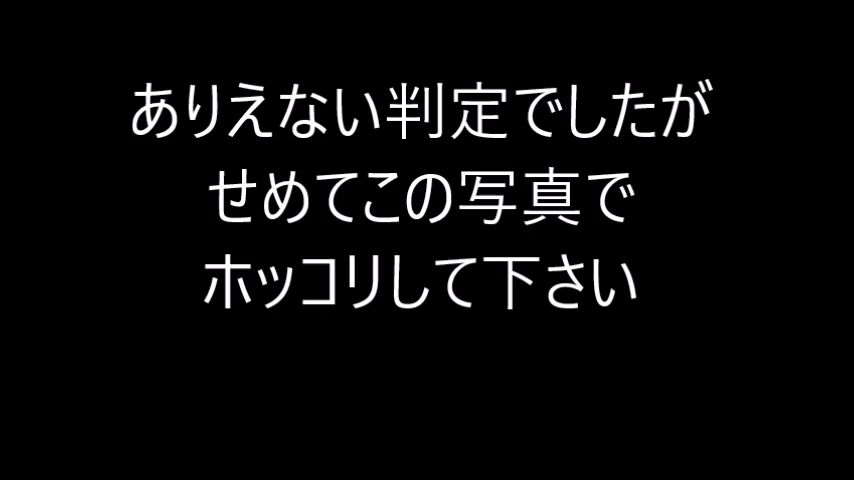 ありえない判定でしたが
せめてこの写真で
ホッコリして下さい